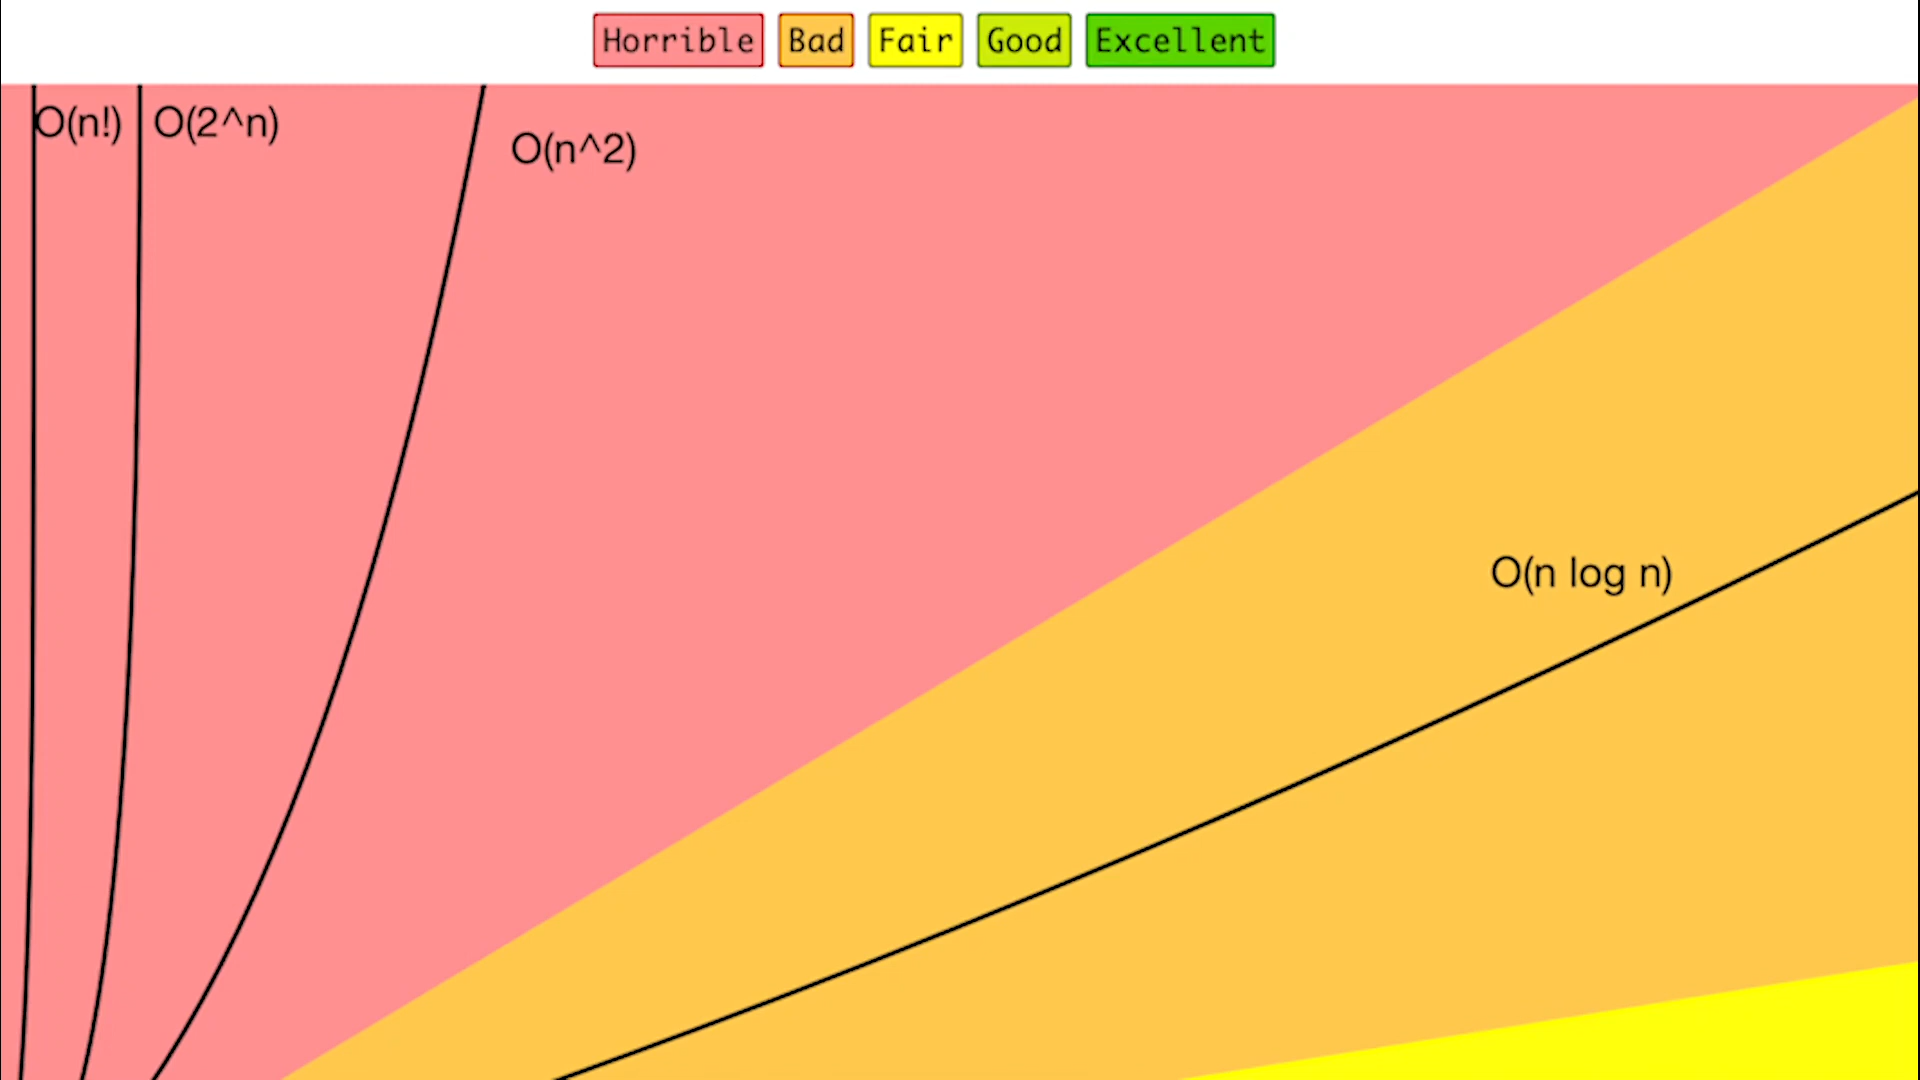 Horrible Bad Fair Good Excellent
O(n!) O(2^n)
O(n^2)
O(n log n)